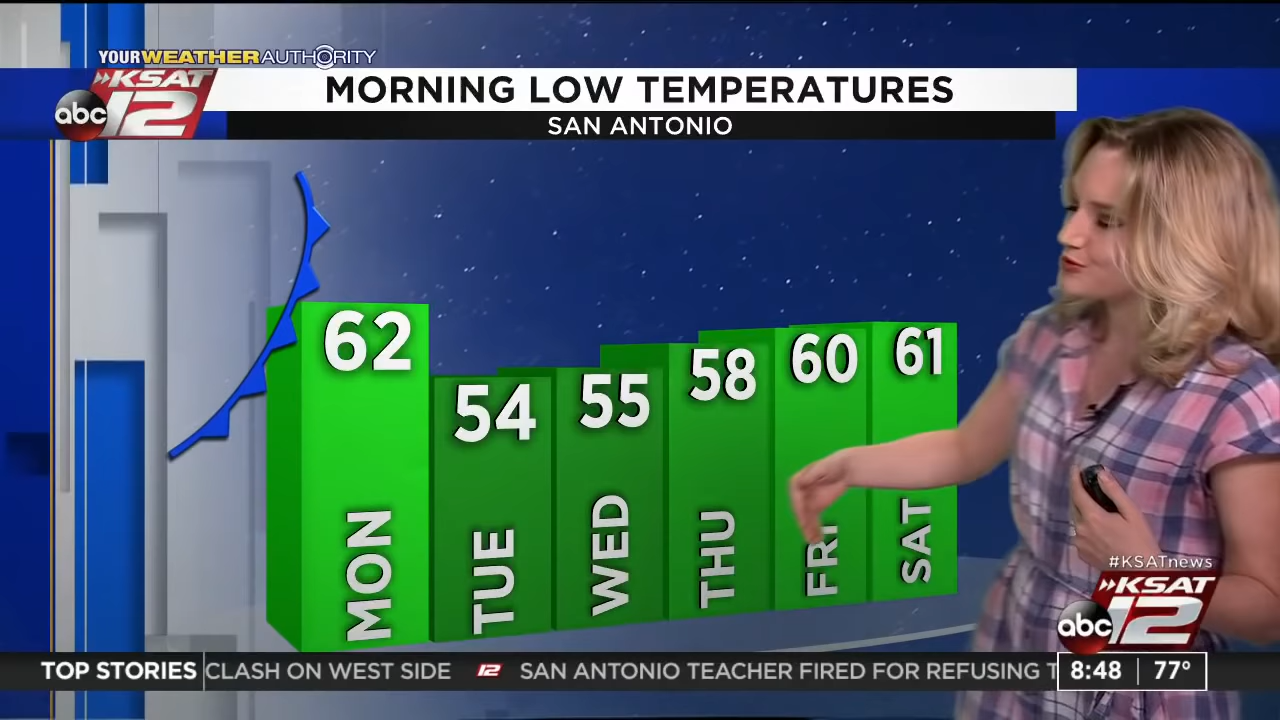 YOURWEATHERAUTHORITY
KSAT
abc 12
MORNING LOW TEMPERATURES
SAN ANTONIO
62
54
55
58
60
61
MON
TUE
WED
THU
FRI
SAT
#KSATnews
KSAT
abc 12
TOP STORIES CLASH ON WEST SIDE 12 SAN ANTONIO TEACHER FIRED FOR REFUSING
8:48 77°